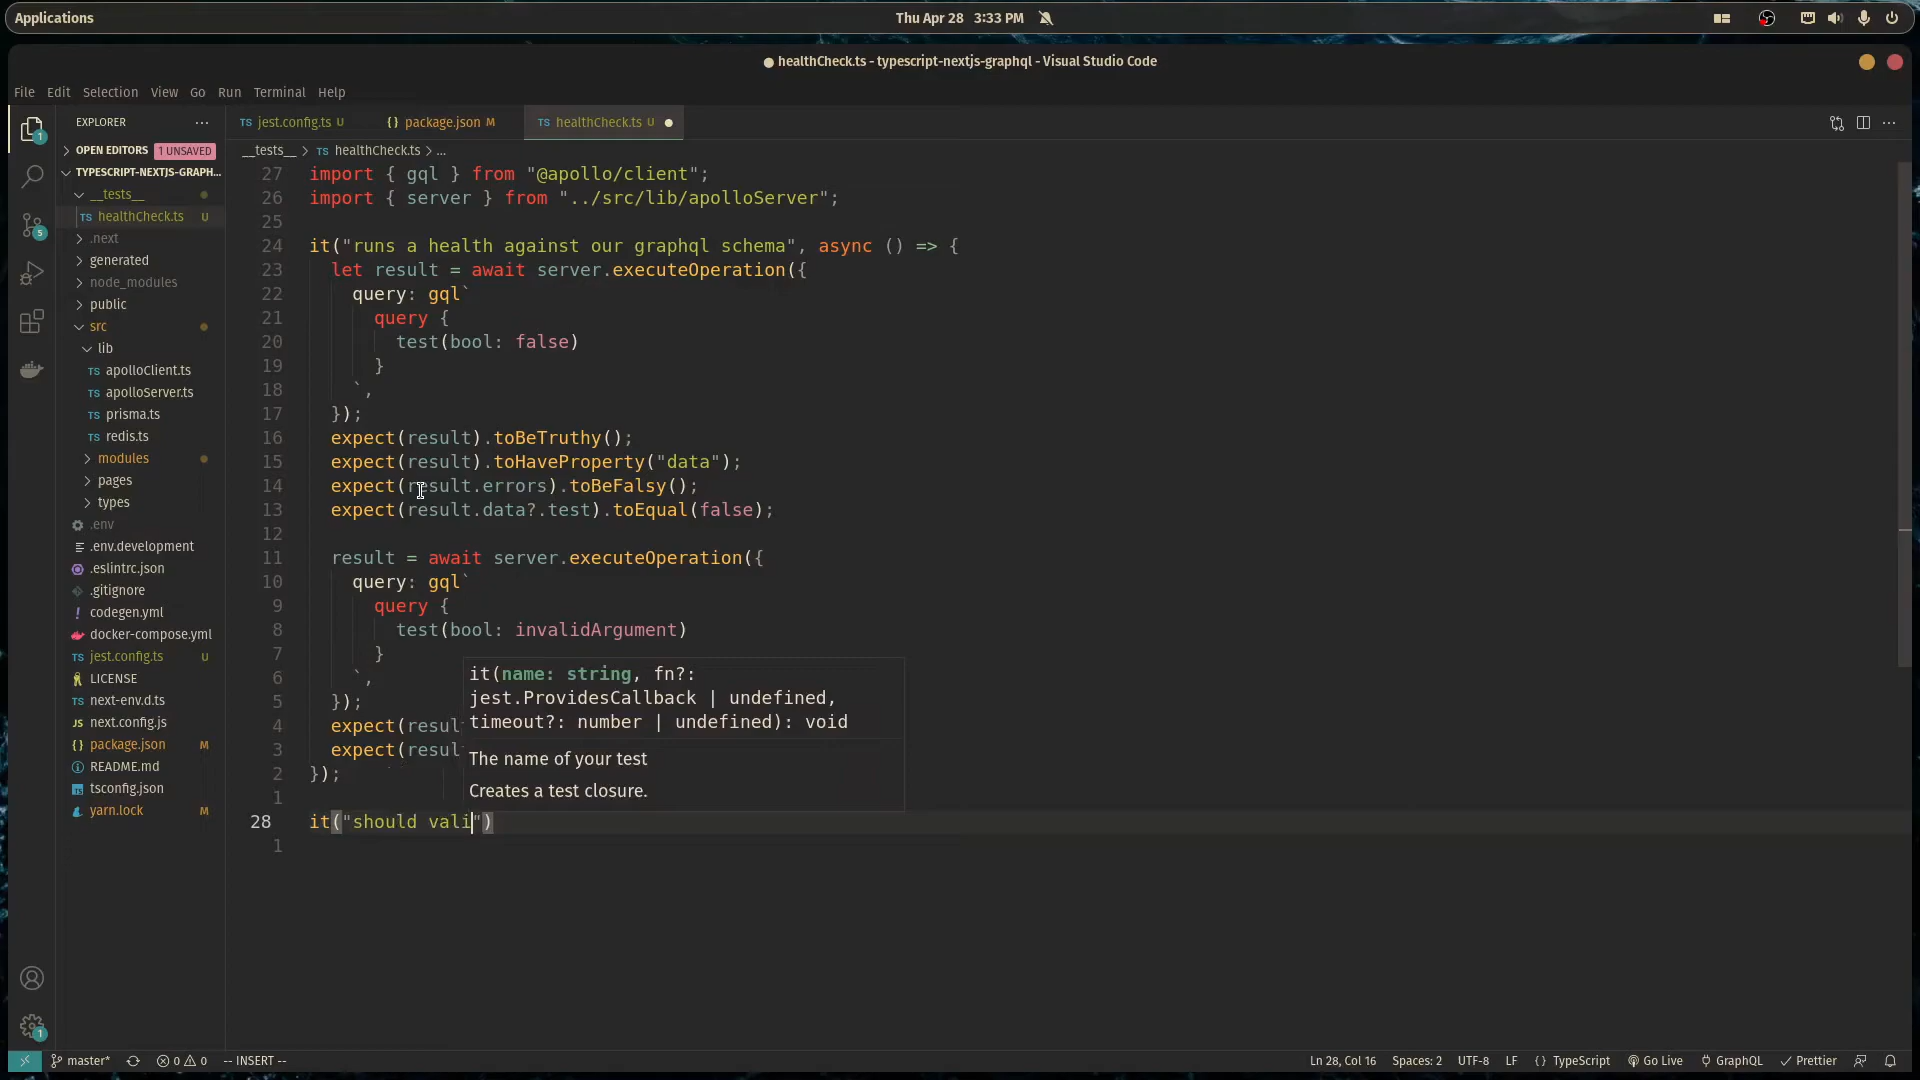 Applications
Thu Apr 28 3:33 PM
● healthCheck.ts - typescript-nextjs-graphql - Visual Studio Code
File Edit Selection View Go Run Terminal Help
EXPLORER ...
OPEN EDITORS 1 UNSAVED
TYPESCRIPT-NEXTJS-GRAPH...
__tests__
TS healthCheck.ts U
.next
generated
node_modules
public
src
lib
TS apolloClient.ts
TS apolloServer.ts
TS prisma.ts
TS redis.ts
modules
pages
types
.env
.env.development
.eslintrc.json
.gitignore
! codegen.yml
docker-compose.yml
TS jest.config.ts U
LICENSE
TS next-env.d.ts
JS next.config.js
{} package.json M
README.md
tsconfig.json
yarn.lock M
1
5
1
TS jest.config.ts U {} package.json M TS healthCheck.ts U ●
__tests__ > TS healthCheck.ts > ...
27 import { gql } from "@apollo/client";
26 import { server } from "../src/lib/apolloServer";
25
24 it("runs a health against our graphql schema", async () => {
23 let result = await server.executeOperation({
22 query: gql`
21 query {
20 test(bool: false)
19 }
18 `,
17 });
16 expect(result).toBeTruthy();
15 expect(result).toHaveProperty("data");
14 expect(result.errors).toBeFalsy();
13 expect(result.data?.test).toEqual(false);
12
11 result = await server.executeOperation({
10 query: gql`
9 query {
8 test(bool: invalidArgument)
7 }
6 `,
5 });
4 expect(resul
3 expect(resul
2 });
1
28 it("should vali")
1
it(name: string, fn?:
jest.ProvidesCallback | undefined,
timeout?: number | undefined): void
The name of your test
Creates a test closure.
master* 0 0 -- INSERT -- Ln 28, Col 16 Spaces: 2 UTF-8 LF {} TypeScript Go Live GraphQL Prettier